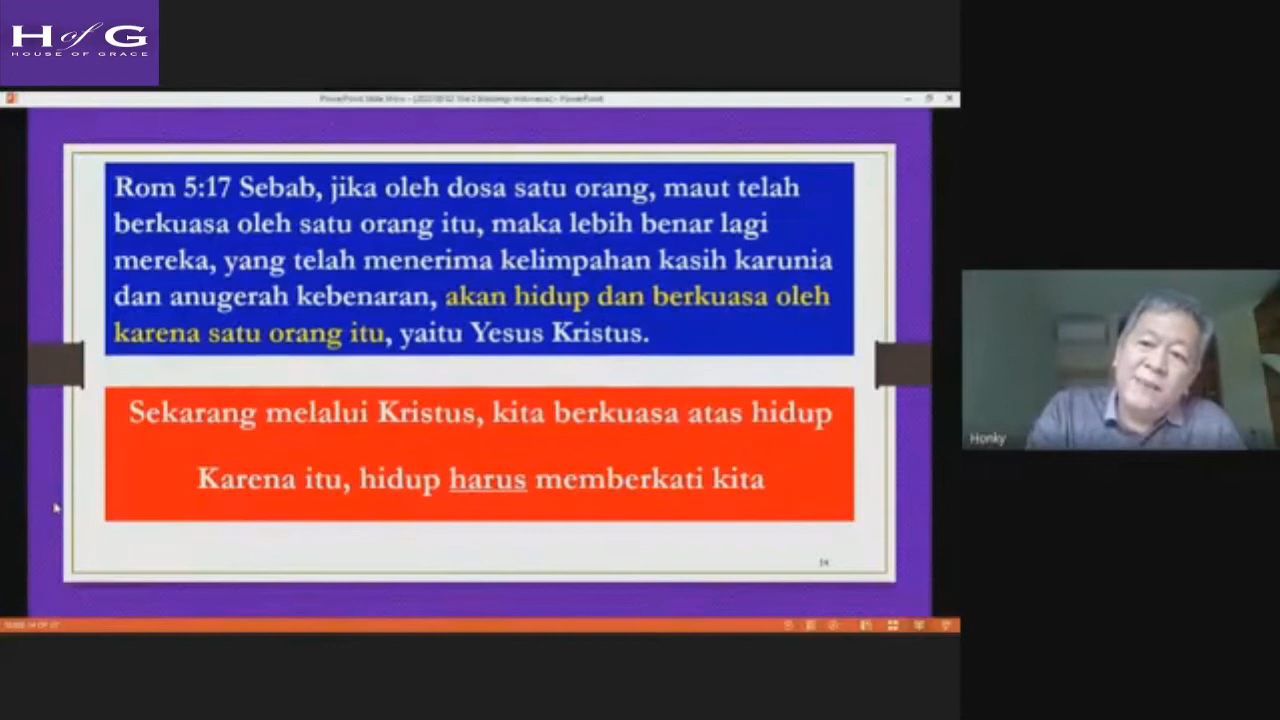 H of G
HOUSE OF GRACE
Rom 5:17 Sebab, jika oleh dosa satu orang, maut telah
berkuasa oleh satu orang itu, maka lebih benar lagi
mereka, yang telah menerima kelimpahan kasih karunia
dan anugerah kebenaran, akan hidup dan berkuasa oleh
karena satu orang itu, yaitu Yesus Kristus.
Sekarang melalui Kristus, kita berkuasa atas hidup
Karena itu, hidup harus memberkati kita
Honky